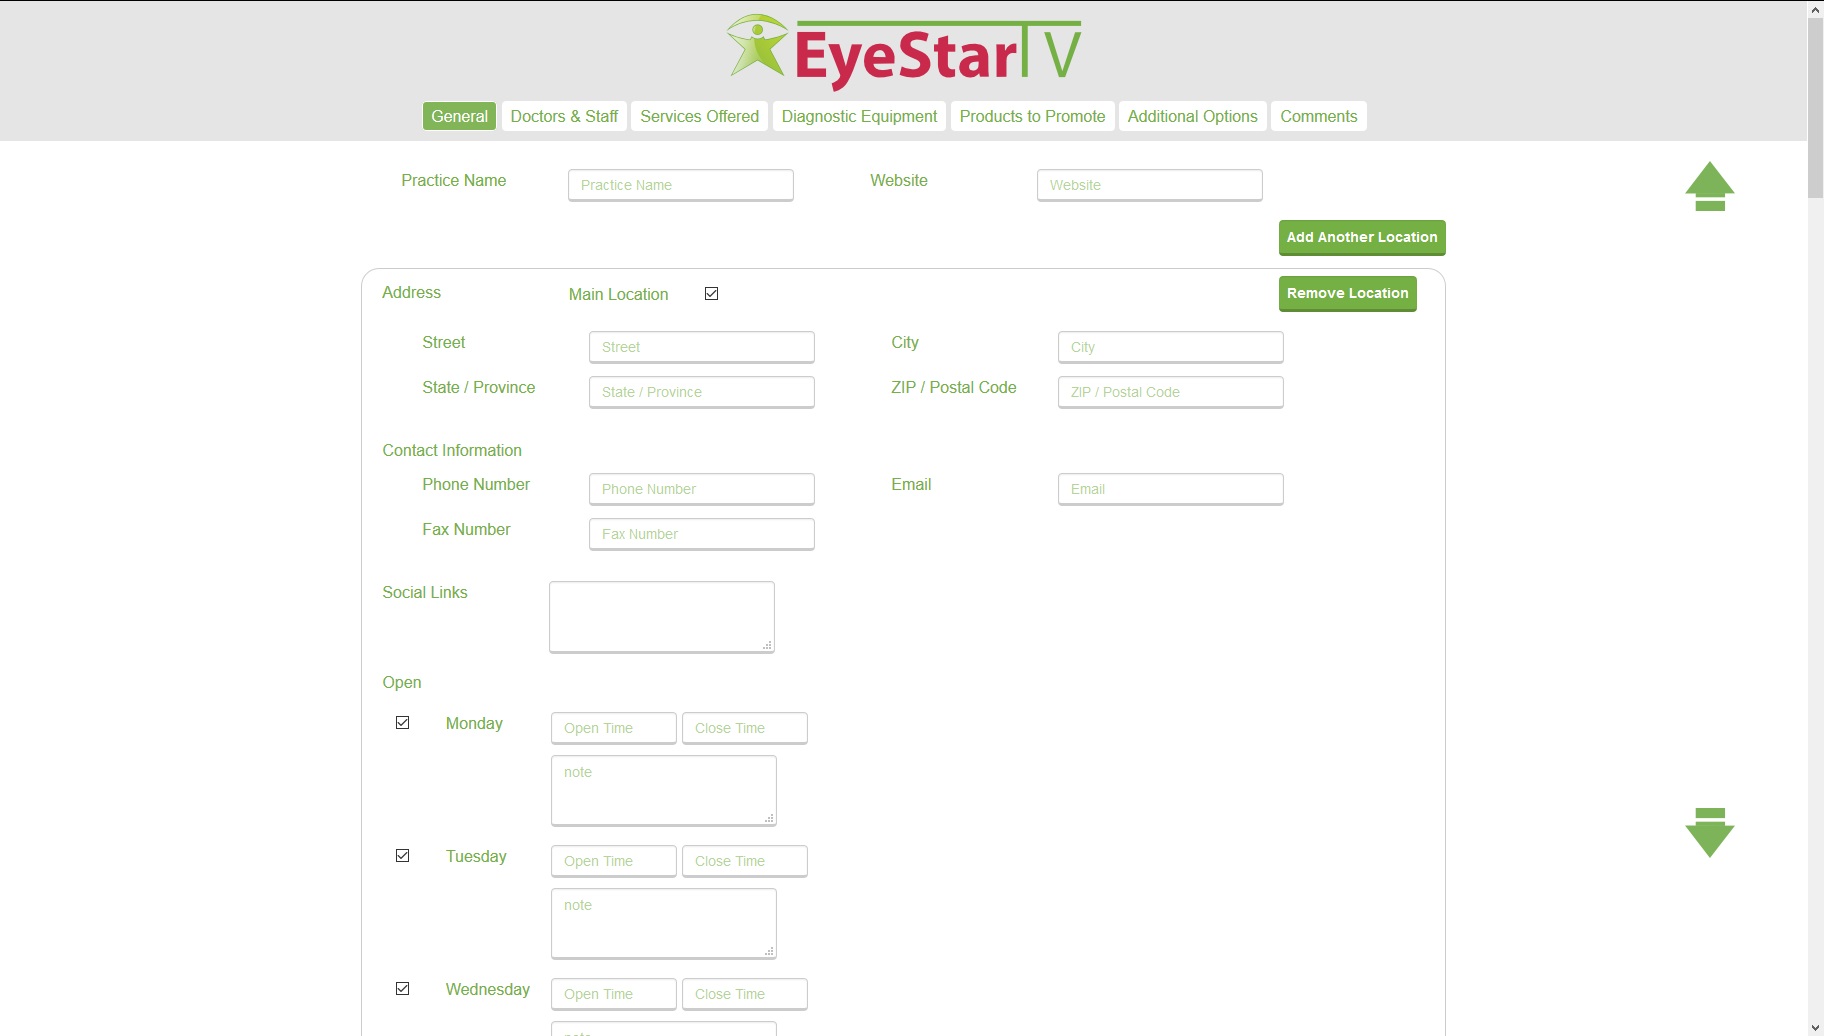 EyeStarTV
General Doctors & Staff Services Offered Diagnostic Equipment Products to Promote Additional Options Comments
Practice Name Practice Name Website Website
Add Another Location
Address Main Location Remove Location
Street Street City City
State / Province State / Province ZIP / Postal Code ZIP / Postal Code
Contact Information
Phone Number Phone Number Email Email
Fax Number Fax Number
Social Links
Open
Monday Open Time Close Time
note
Tuesday Open Time Close Time
note
Wednesday Open Time Close Time